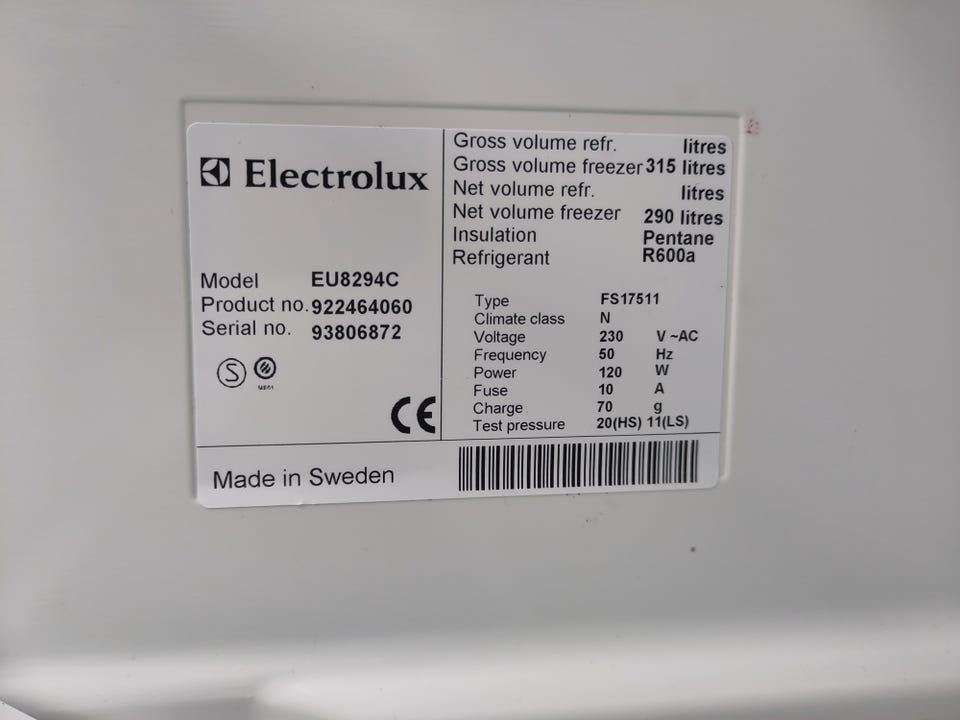 Electrolux
Model EU8294C
Product no. 922464060
Serial no. 93806872
S
CE
Gross volume refr. litres
Gross volume freezer 315 litres
Net volume refr. litres
Net volume freezer 290 litres
Insulation Pentane
Refrigerant R600a
Type FS17511
Climate class N
Voltage 230 V ~AC
Frequency 50 Hz
Power 120 W
Fuse 10 A
Charge 70 g
Test pressure 20(HS) 11(LS)
Made in Sweden